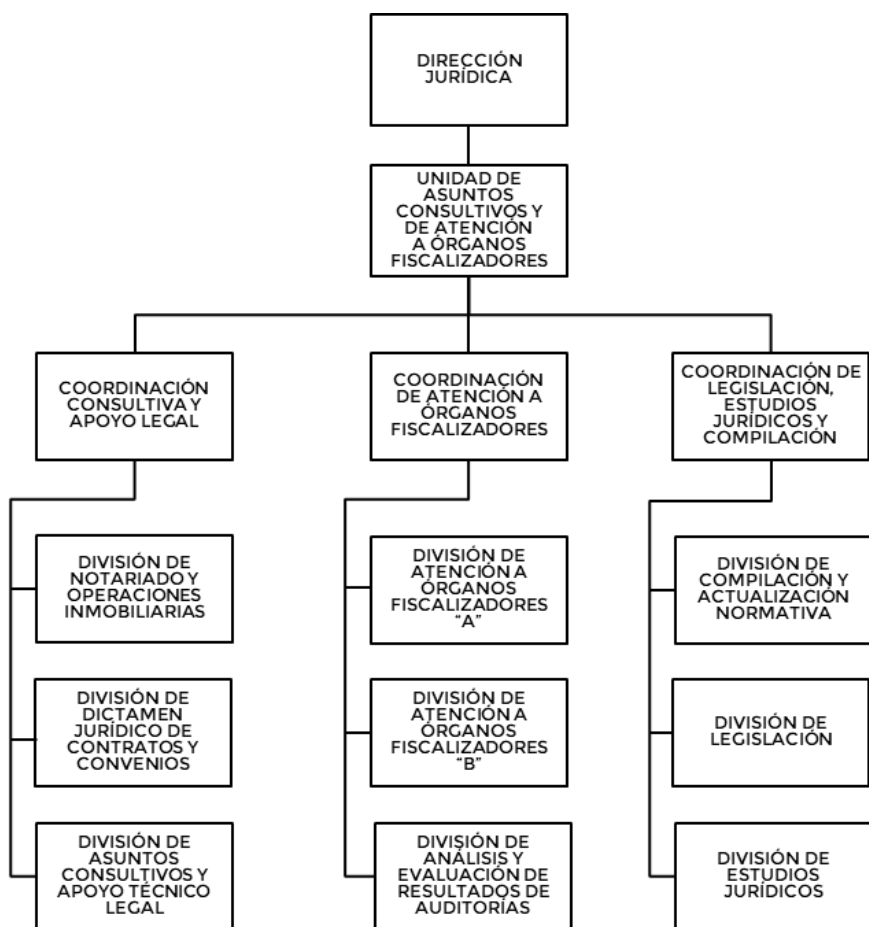 DIRECCIÓN
JURÍDICA
UNIDAD DE
ASUNTOS
CONSULTIVOS Y
DE ATENCIÓN
A ÓRGANOS
FISCALIZADORES
COORDINACIÓN
CONSULTIVA Y
APOYO LEGAL
COORDINACIÓN
DE ATENCIÓN A
ÓRGANOS
FISCALIZADORES
COORDINACIÓN DE
LEGISLACIÓN,
ESTUDIOS
JURÍDICOS Y
COMPILACIÓN
DIVISIÓN DE
NOTARIADO Y
OPERACIONES
INMOBILIARIAS
DIVISIÓN DE
ATENCIÓN A
ÓRGANOS
FISCALIZADORES
“A”
DIVISIÓN DE
COMPILACIÓN Y
ACTUALIZACIÓN
NORMATIVA
DIVISIÓN DE
DICTAMEN
JURÍDICO DE
CONTRATOS Y
CONVENIOS
DIVISIÓN DE
ATENCIÓN A
ÓRGANOS
FISCALIZADORES
“B”
DIVISIÓN DE
LEGISLACIÓN
DIVISIÓN DE
ASUNTOS
CONSULTIVOS Y
APOYO TÉCNICO
LEGAL
DIVISIÓN DE
ANÁLISIS Y
EVALUACIÓN DE
RESULTADOS DE
AUDITORÍAS
DIVISIÓN DE
ESTUDIOS
JURÍDICOS